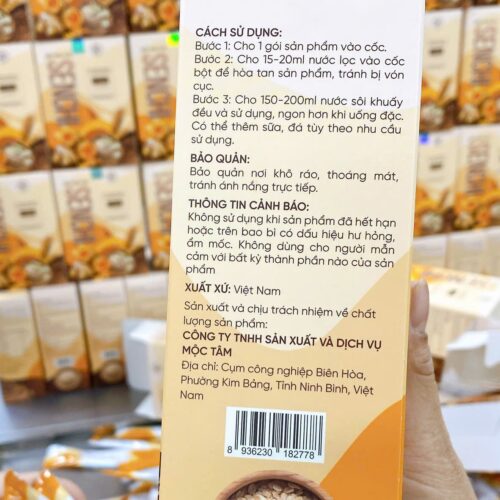 CÁCH SỬ DỤNG:
Bước 1: Cho 1 gói sản phẩm vào cốc.
Bước 2: Cho 15-20ml nước lọc vào cốc
bột để hòa tan sản phẩm, tránh bị vón
cục.
Bước 3: Cho 150-200ml nước sôi khuấy
đều và sử dụng, ngon hơn khi uống đặc.
Có thể thêm sữa, đá tùy theo nhu cầu
sử dụng.
BẢO QUẢN:
Bảo quản nơi khô ráo, thoáng mát,
tránh ánh nắng trực tiếp.
THÔNG TIN CẢNH BÁO:
Không sử dụng khi sản phẩm đã hết hạn
hoặc trên bao bì có dấu hiệu hư hỏng,
ẩm mốc. Không dùng cho người mẫn
cảm với bất kỳ thành phần nào của sản
phẩm
XUẤT XỨ: Việt Nam
Sản xuất và chịu trách nhiệm về chất
lượng sản phẩm:
CÔNG TY TNHH SẢN XUẤT VÀ DỊCH VỤ
MỘC TÂM
Địa chỉ: Cụm công nghiệp Biên Hòa,
Phường Kim Bảng, Tỉnh Ninh Bình, Việt
Nam
8 936230 182778